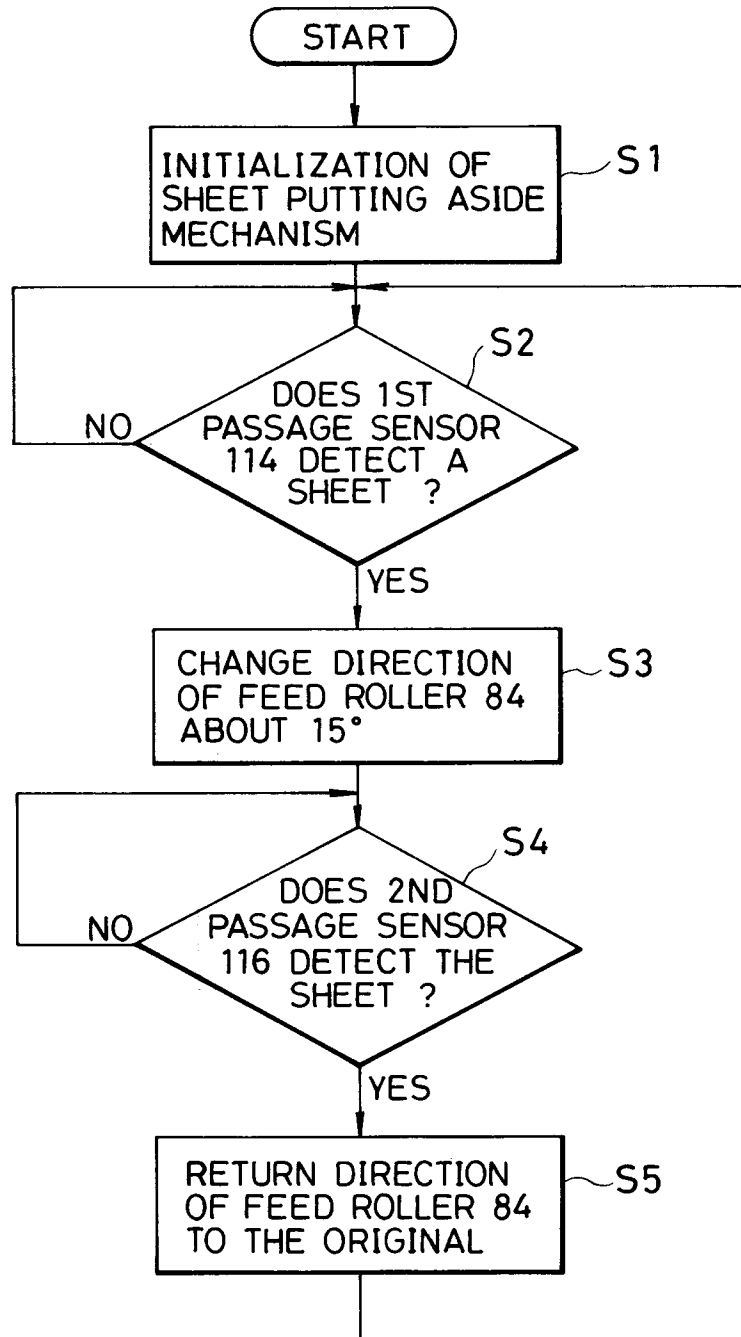 START
INITIALIZATION OF
SHEET PUTTING ASIDE
MECHANISM
S1
S2
DOES 1ST
PASSAGE SENSOR
114 DETECT A
SHEET ?
NO
YES
CHANGE DIRECTION
OF FEED ROLLER 84
ABOUT 15°
S3
S4
DOES 2ND
PASSAGE SENSOR
116 DETECT THE
SHEET ?
NO
YES
RETURN DIRECTION
OF FEED ROLLER 84
TO THE ORIGINAL
S5